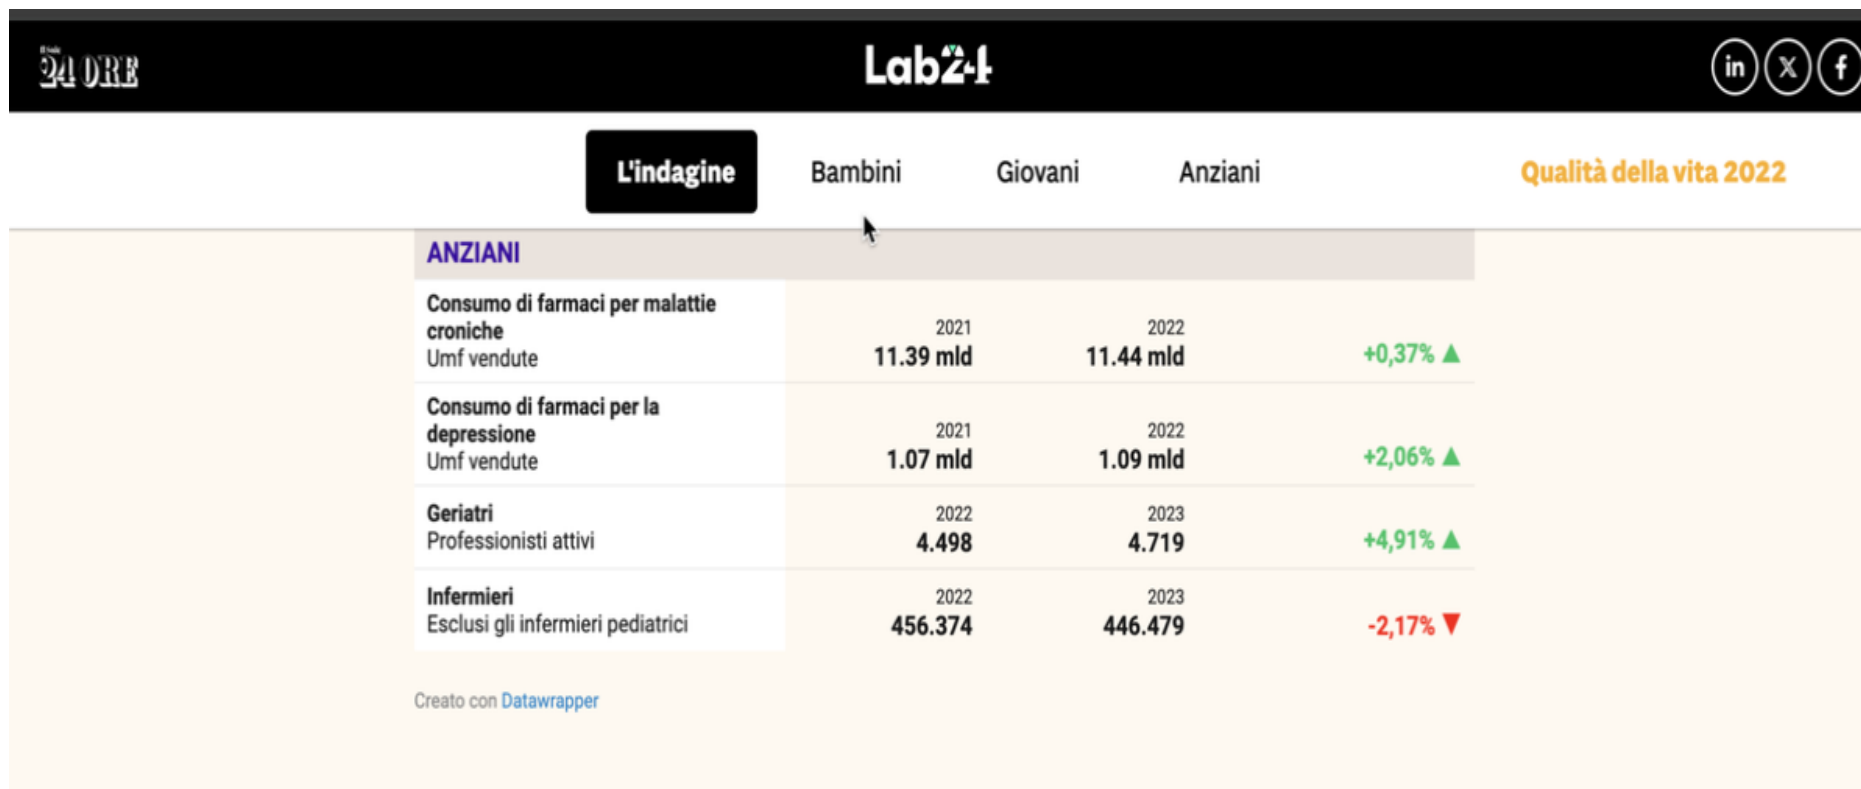 Il Sole
24 ORE
Lab24
in X f
L'indagine Bambini Giovani Anziani Qualità della vita 2022
ANZIANI
Consumo di farmaci per malattie
croniche
Umf vendute
2021 2022
11.39 mld 11.44 mld +0,37% ▲
Consumo di farmaci per la
depressione
Umf vendute
2021 2022
1.07 mld 1.09 mld +2,06% ▲
Geriatri
Professionisti attivi
2022 2023
4.498 4.719 +4,91% ▲
Infermieri
Esclusi gli infermieri pediatrici
2022 2023
456.374 446.479 -2,17% ▼
Creato con Datawrapper